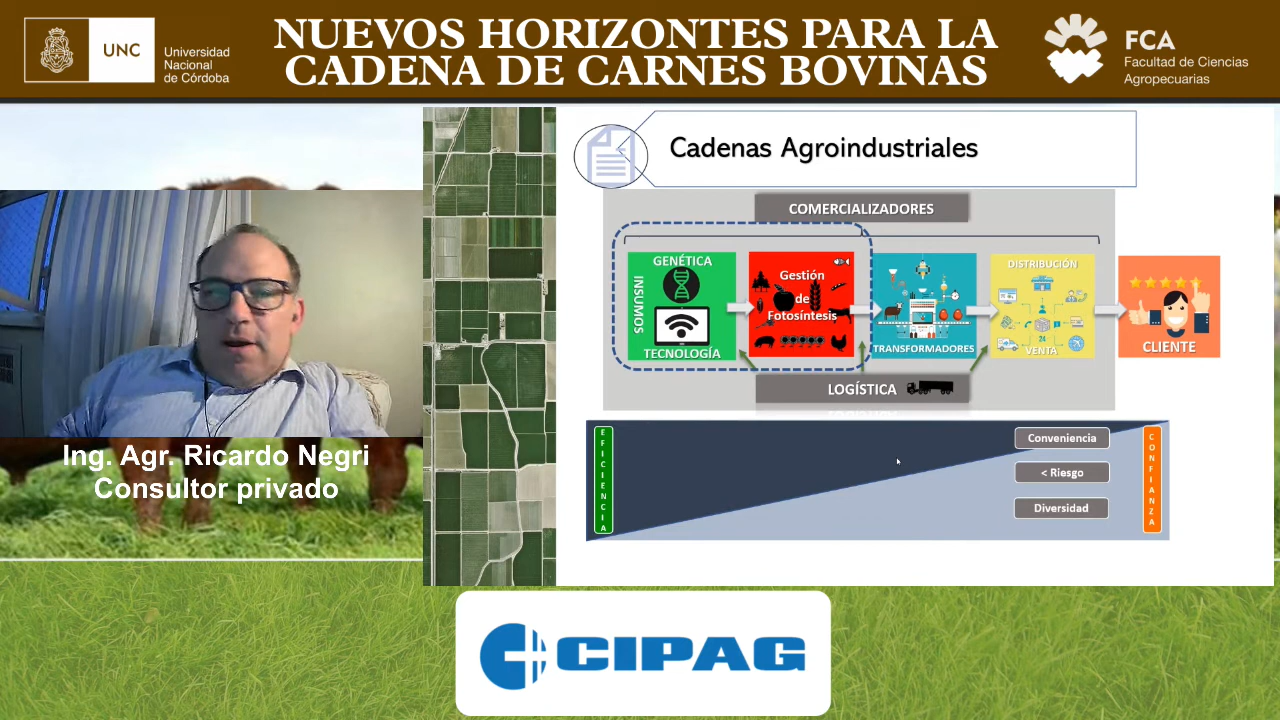 UNC
Universidad
Nacional
de Córdoba
NUEVOS HORIZONTES PARA LA
CADENA DE CARNES BOVINAS
FCA
Facultad de Ciencias
Agropecuarias
Cadenas Agroindustriales
COMERCIALIZADORES
INSUMOS
GENÉTICA
TECNOLOGÍA
Gestión
de
Fotosíntesis
TRANSFORMADORES
DISTRIBUCIÓN
24
VENTA
CLIENTE
LOGÍSTICA
EFICIENCIA
Conveniencia
< Riesgo
Diversidad
CONFIANZA
Ing. Agr. Ricardo Negri
Consultor privado
CIPAG